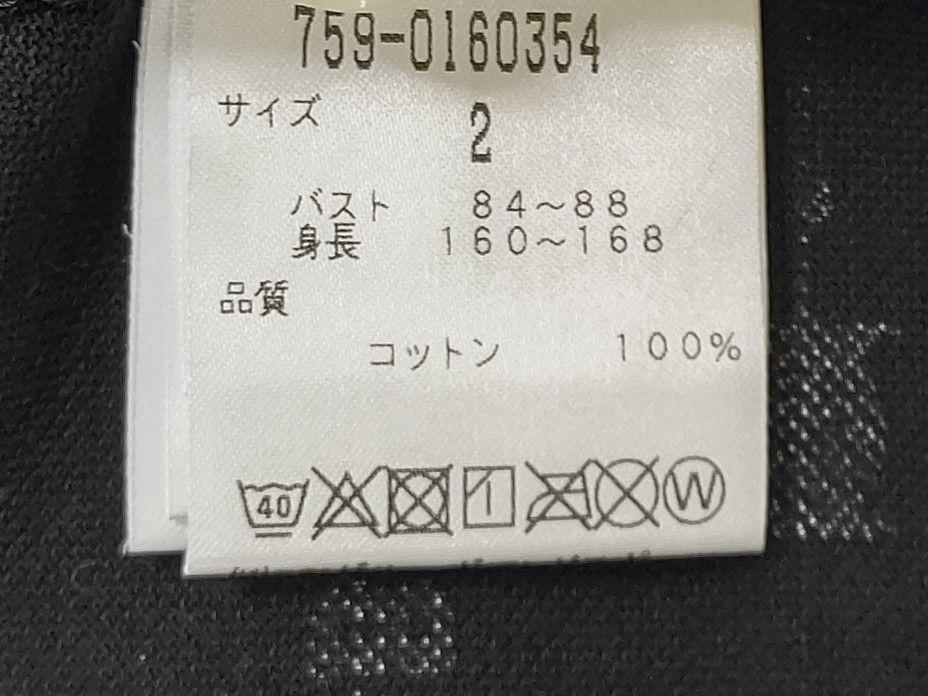 759-0160354
サイズ 2
バスト 84~88
身長 160~168
品質
コットン 100%
40 W